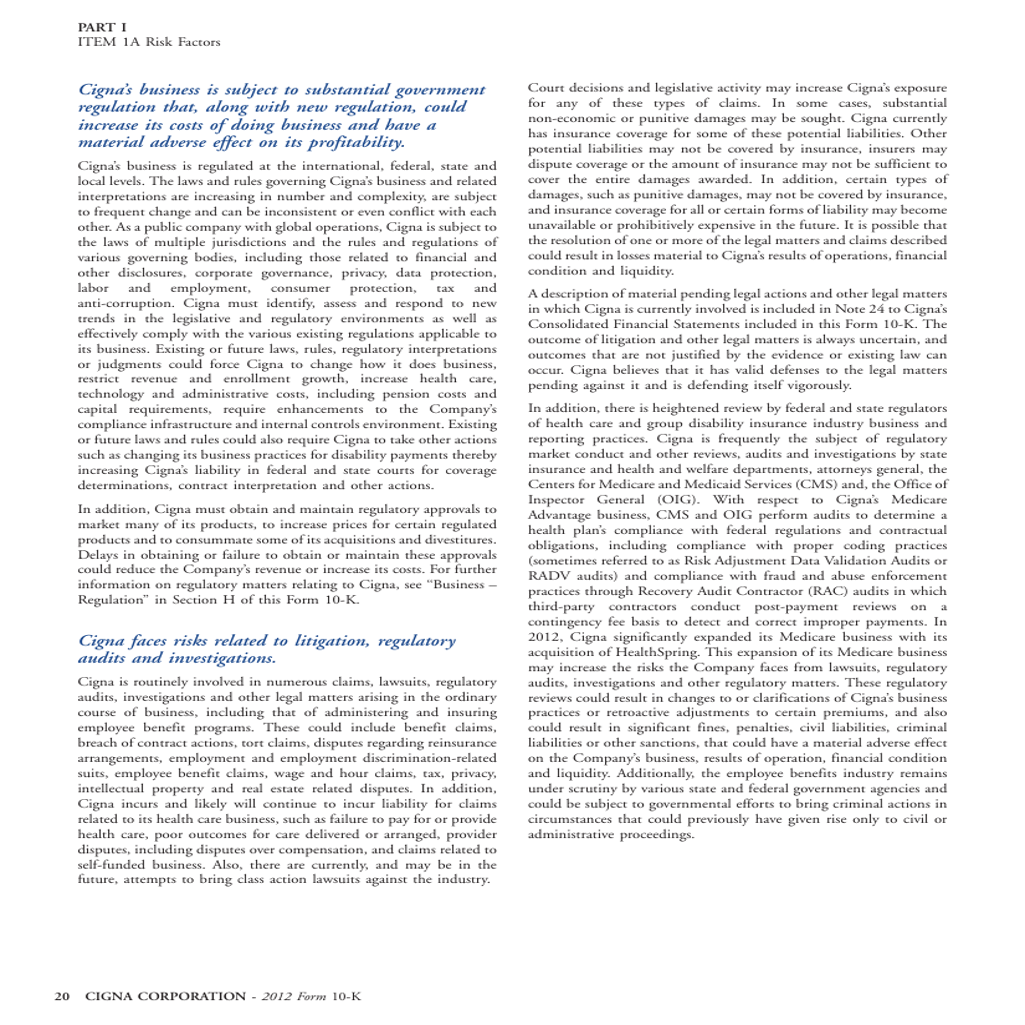 PART I
ITEM 1A Risk Factors
Cigna's business is subject to substantial government
regulation that, along with new regulation, could
increase its costs of doing business and have a
material adverse effect on its profitability.
Cigna's business is regulated at the international, federal, state and
local levels. The laws and rules governing Cigna's business and related
interpretations are increasing in number and complexity, are subject
to frequent change and can be inconsistent or even conflict with each
other. As a public company with global operations, Cigna is subject to
the laws of multiple jurisdictions and the rules and regulations of
various governing bodies, including those related to financial and
other disclosures, corporate governance, privacy, data protection,
labor and employment, consumer protection, tax and
anti-corruption. Cigna must identify, assess and respond to new
trends in the legislative and regulatory environments as well as
effectively comply with the various existing regulations applicable to
its business. Existing or future laws, rules, regulatory interpretations
or judgments could force Cigna to change how it does business,
restrict revenue and enrollment growth, increase health care,
technology and administrative costs, including pension costs and
capital requirements, require enhancements to the Company's
compliance infrastructure and internal controls environment. Existing
or future laws and rules could also require Cigna to take other actions
such as changing its business practices for disability payments thereby
increasing Cigna's liability in federal and state courts for coverage
determinations, contract interpretation and other actions.
In addition, Cigna must obtain and maintain regulatory approvals to
market many of its products, to increase prices for certain regulated
products and to consummate some of its acquisitions and divestitures.
Delays in obtaining or failure to obtain or maintain these approvals
could reduce the Company's revenue or increase its costs. For further
information on regulatory matters relating to Cigna, see “Business –
Regulation” in Section H of this Form 10-K.
Cigna faces risks related to litigation, regulatory
audits and investigations.
Cigna is routinely involved in numerous claims, lawsuits, regulatory
audits, investigations and other legal matters arising in the ordinary
course of business, including that of administering and insuring
employee benefit programs. These could include benefit claims,
breach of contract actions, tort claims, disputes regarding reinsurance
arrangements, employment and employment discrimination-related
suits, employee benefit claims, wage and hour claims, tax, privacy,
intellectual property and real estate related disputes. In addition,
Cigna incurs and likely will continue to incur liability for claims
related to its health care business, such as failure to pay for or provide
health care, poor outcomes for care delivered or arranged, provider
disputes, including disputes over compensation, and claims related to
self-funded business. Also, there are currently, and may be in the
future, attempts to bring class action lawsuits against the industry.
Court decisions and legislative activity may increase Cigna's exposure
for any of these types of claims. In some cases, substantial
non-economic or punitive damages may be sought. Cigna currently
has insurance coverage for some of these potential liabilities. Other
potential liabilities may not be covered by insurance, insurers may
dispute coverage or the amount of insurance may not be sufficient to
cover the entire damages awarded. In addition, certain types of
damages, such as punitive damages, may not be covered by insurance,
and insurance coverage for all or certain forms of liability may become
unavailable or prohibitively expensive in the future. It is possible that
the resolution of one or more of the legal matters and claims described
could result in losses material to Cigna's results of operations, financial
condition and liquidity.
A description of material pending legal actions and other legal matters
in which Cigna is currently involved is included in Note 24 to Cigna's
Consolidated Financial Statements included in this Form 10-K. The
outcome of litigation and other legal matters is always uncertain, and
outcomes that are not justified by the evidence or existing law can
occur. Cigna believes that it has valid defenses to the legal matters
pending against it and is defending itself vigorously.
In addition, there is heightened review by federal and state regulators
of health care and group disability insurance industry business and
reporting practices. Cigna is frequently the subject of regulatory
market conduct and other reviews, audits and investigations by state
insurance and health and welfare departments, attorneys general, the
Centers for Medicare and Medicaid Services (CMS) and, the Office of
Inspector General (OIG). With respect to Cigna's Medicare
Advantage business, CMS and OIG perform audits to determine a
health plan's compliance with federal regulations and contractual
obligations, including compliance with proper coding practices
(sometimes referred to as Risk Adjustment Data Validation Audits or
RADV audits) and compliance with fraud and abuse enforcement
practices through Recovery Audit Contractor (RAC) audits in which
third-party contractors conduct post-payment reviews on a
contingency fee basis to detect and correct improper payments. In
2012, Cigna significantly expanded its Medicare business with its
acquisition of HealthSpring. This expansion of its Medicare business
may increase the risks the Company faces from lawsuits, regulatory
audits, investigations and other regulatory matters. These regulatory
reviews could result in changes to or clarifications of Cigna's business
practices or retroactive adjustments to certain premiums, and also
could result in significant fines, penalties, civil liabilities, criminal
liabilities or other sanctions, that could have a material adverse effect
on the Company's business, results of operation, financial condition
and liquidity. Additionally, the employee benefits industry remains
under scrutiny by various state and federal government agencies and
could be subject to governmental efforts to bring criminal actions in
circumstances that could previously have given rise only to civil or
administrative proceedings.
20 CIGNA CORPORATION - 2012 Form 10-K